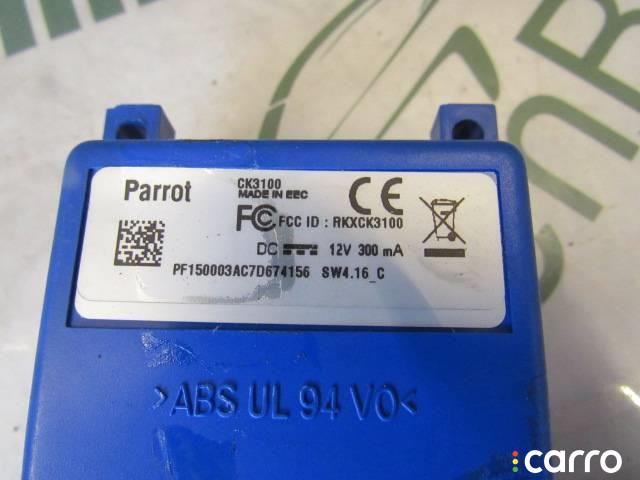 Parrot
CK3100
MADE IN EEC
CE
FC FCC ID : RKXCK3100
DC 12V 300 mA
PF150003AC7D674156 SW4.16_C
>ABS UL 94 V0<
carro